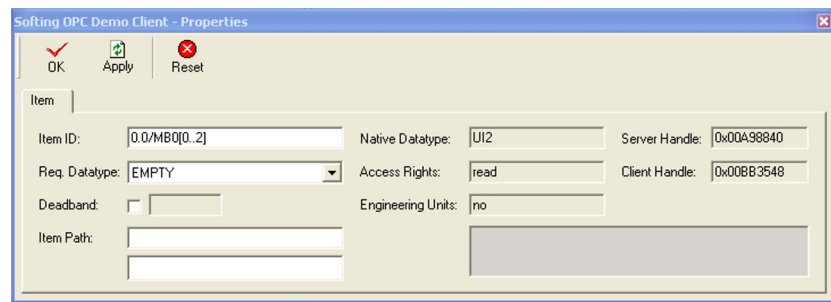 Softing OPC Demo Client - Properties
OK Apply Reset
Item
Item ID: 0.0/MB0[0..2] Native Datatype: UI2 Server Handle: 0x00A98840
Req. Datatype: EMPTY Access Rights: read Client Handle: 0x00BB3548
Deadband: Engineering Units: no
Item Path: